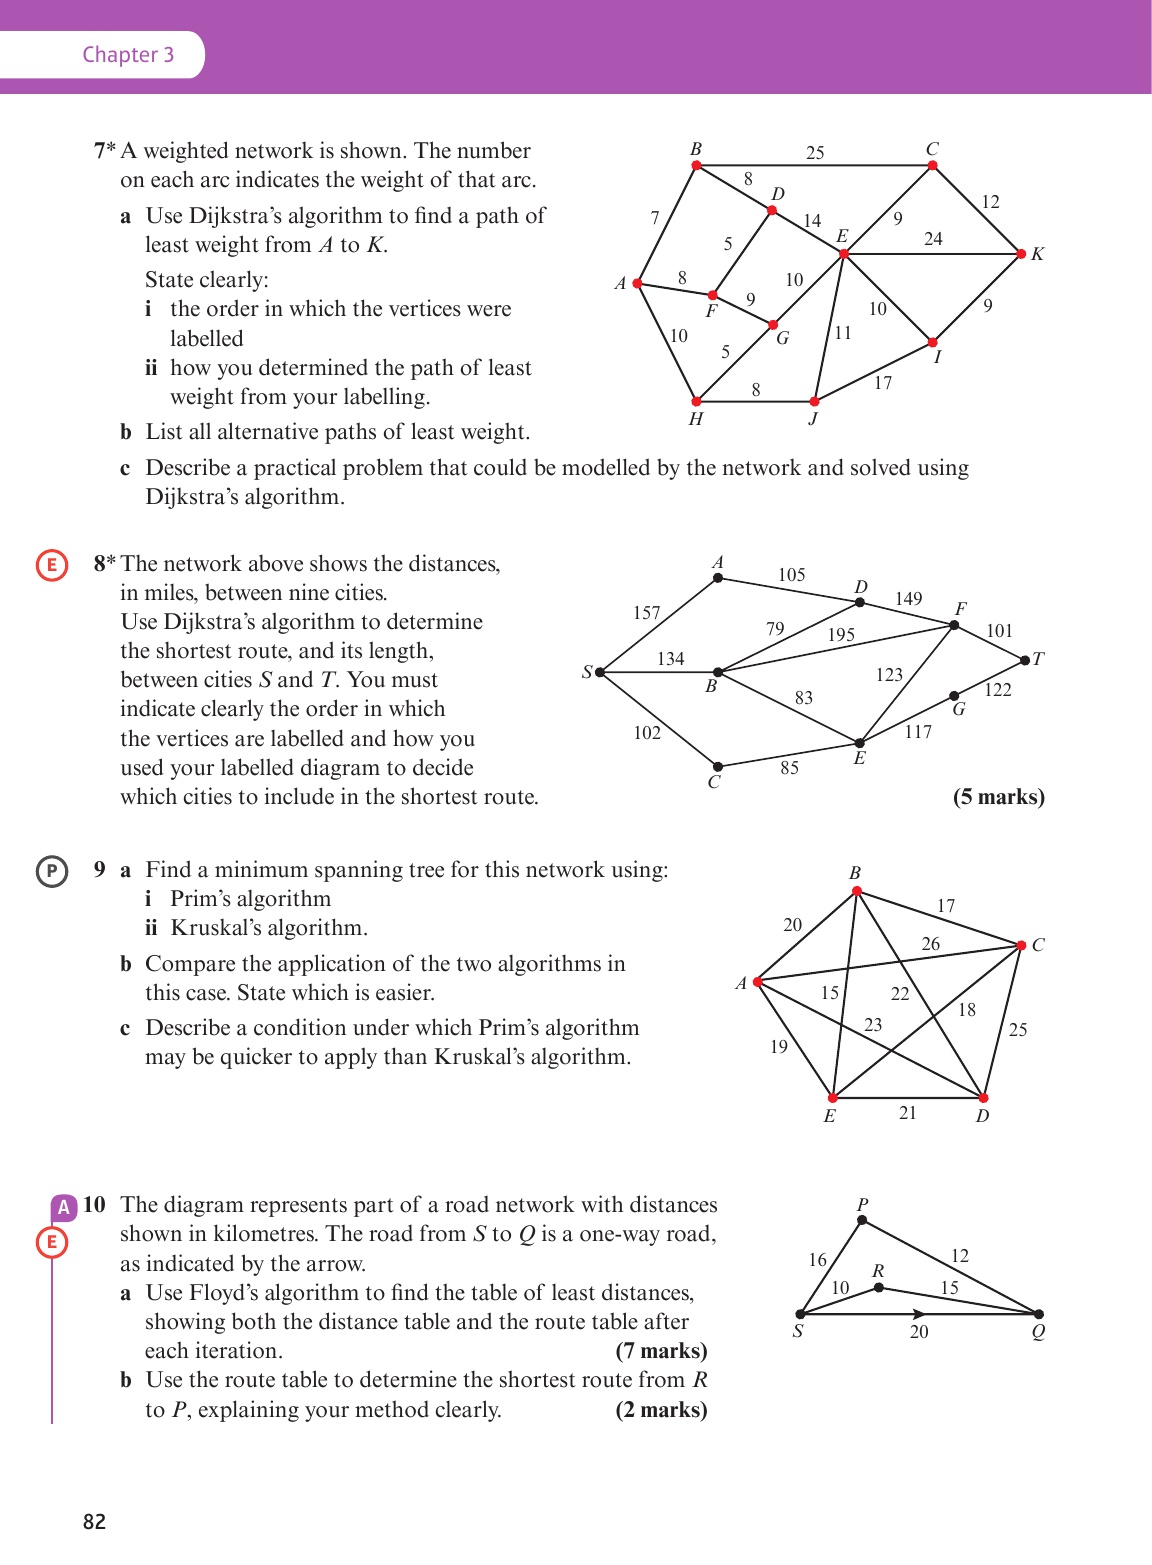 Chapter 3
7* A weighted network is shown. The number
on each arc indicates the weight of that arc.
a Use Dijkstra’s algorithm to find a path of
least weight from A to K.
State clearly:
i the order in which the vertices were
labelled
ii how you determined the path of least
weight from your labelling.
b List all alternative paths of least weight.
c Describe a practical problem that could be modelled by the network and solved using
Dijkstra’s algorithm.
B
25
C
8
D
12
7
14
9
E
24
K
5
A
8
10
9
F
10
9
10
G
11
5
I
17
8
H
J
E
8* The network above shows the distances,
in miles, between nine cities.
Use Dijkstra’s algorithm to determine
the shortest route, and its length,
between cities S and T. You must
indicate clearly the order in which
the vertices are labelled and how you
used your labelled diagram to decide
which cities to include in the shortest route.
(5 marks)
A
105
D
149
F
157
79
195
101
134
T
S
B
123
83
122
G
102
117
E
85
C
P
9 a Find a minimum spanning tree for this network using:
i Prim’s algorithm
ii Kruskal’s algorithm.
b Compare the application of the two algorithms in
this case. State which is easier.
c Describe a condition under which Prim’s algorithm
may be quicker to apply than Kruskal’s algorithm.
B
17
20
26
C
A
15
22
18
23
25
19
E
21
D
A
E
10 The diagram represents part of a road network with distances
shown in kilometres. The road from S to Q is a one-way road,
as indicated by the arrow.
a Use Floyd’s algorithm to find the table of least distances,
showing both the distance table and the route table after
each iteration. (7 marks)
b Use the route table to determine the shortest route from R
to P, explaining your method clearly. (2 marks)
P
16
12
R
10
15
S
20
Q
82